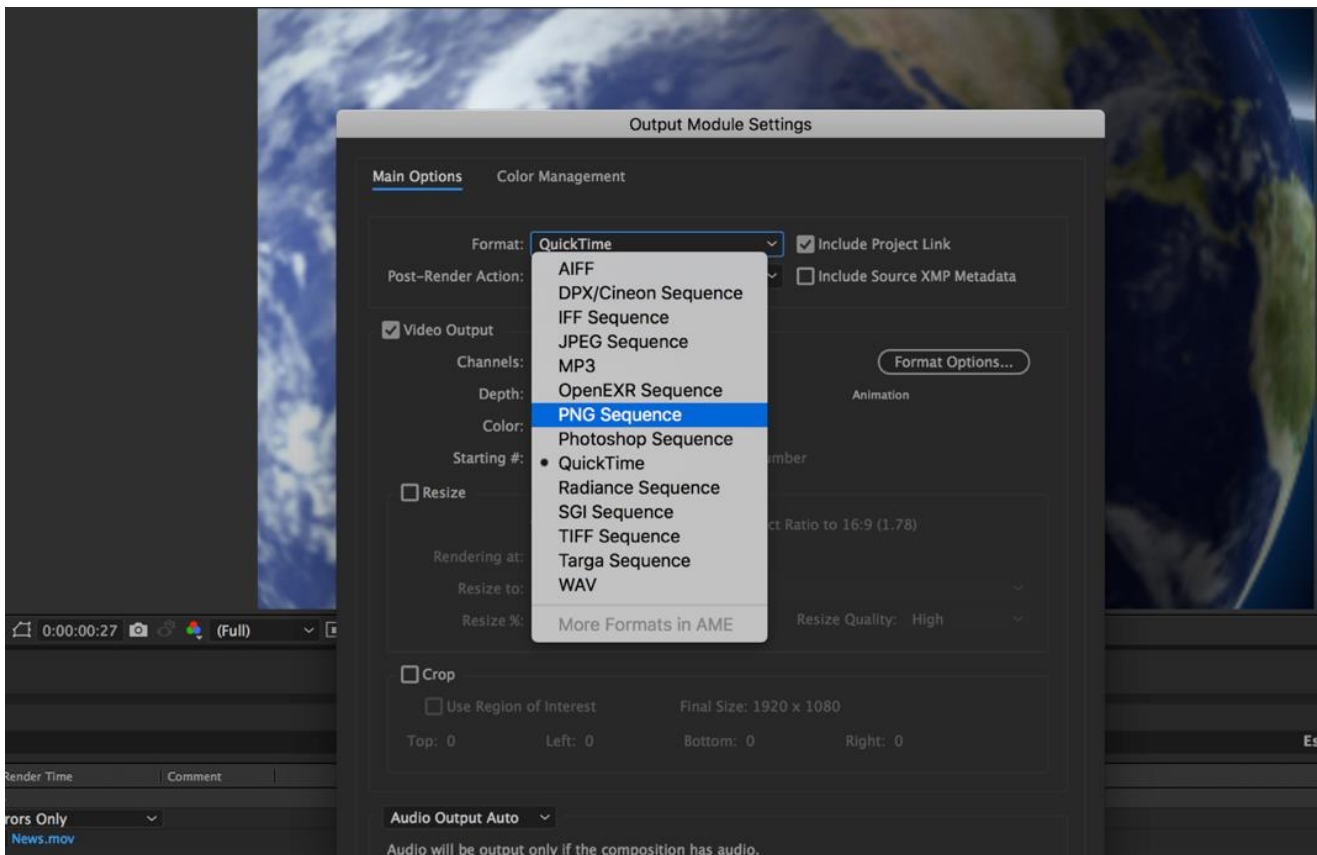 Output Module Settings
Main Options Color Management
Format: QuickTime Include Project Link
AIFF
Post-Render Action: Include Source XMP Metadata
DPX/Cineon Sequence
IFF Sequence
Video Output
JPEG Sequence
Channels: MP3 Format Options...
Depth: OpenEXR Sequence Animation
PNG Sequence
Color:
Photoshop Sequence
Starting #: • QuickTime
Resize Radiance Sequence
SGI Sequence
Ratio to 16:9 (1.78)
TIFF Sequence
Rendering at: Targa Sequence
Resize to: WAV
Resize %: More Formats in AME Resize Quality: High
0:00:00:27 (Full)
Crop
Use Region of Interest Final Size: 1920 x 1080
Top: 0 Left: 0 Bottom: 0 Right: 0
Render Time Comment
Audio Output Auto
rors Only
News.mov
Audio will be output only if the composition has audio.